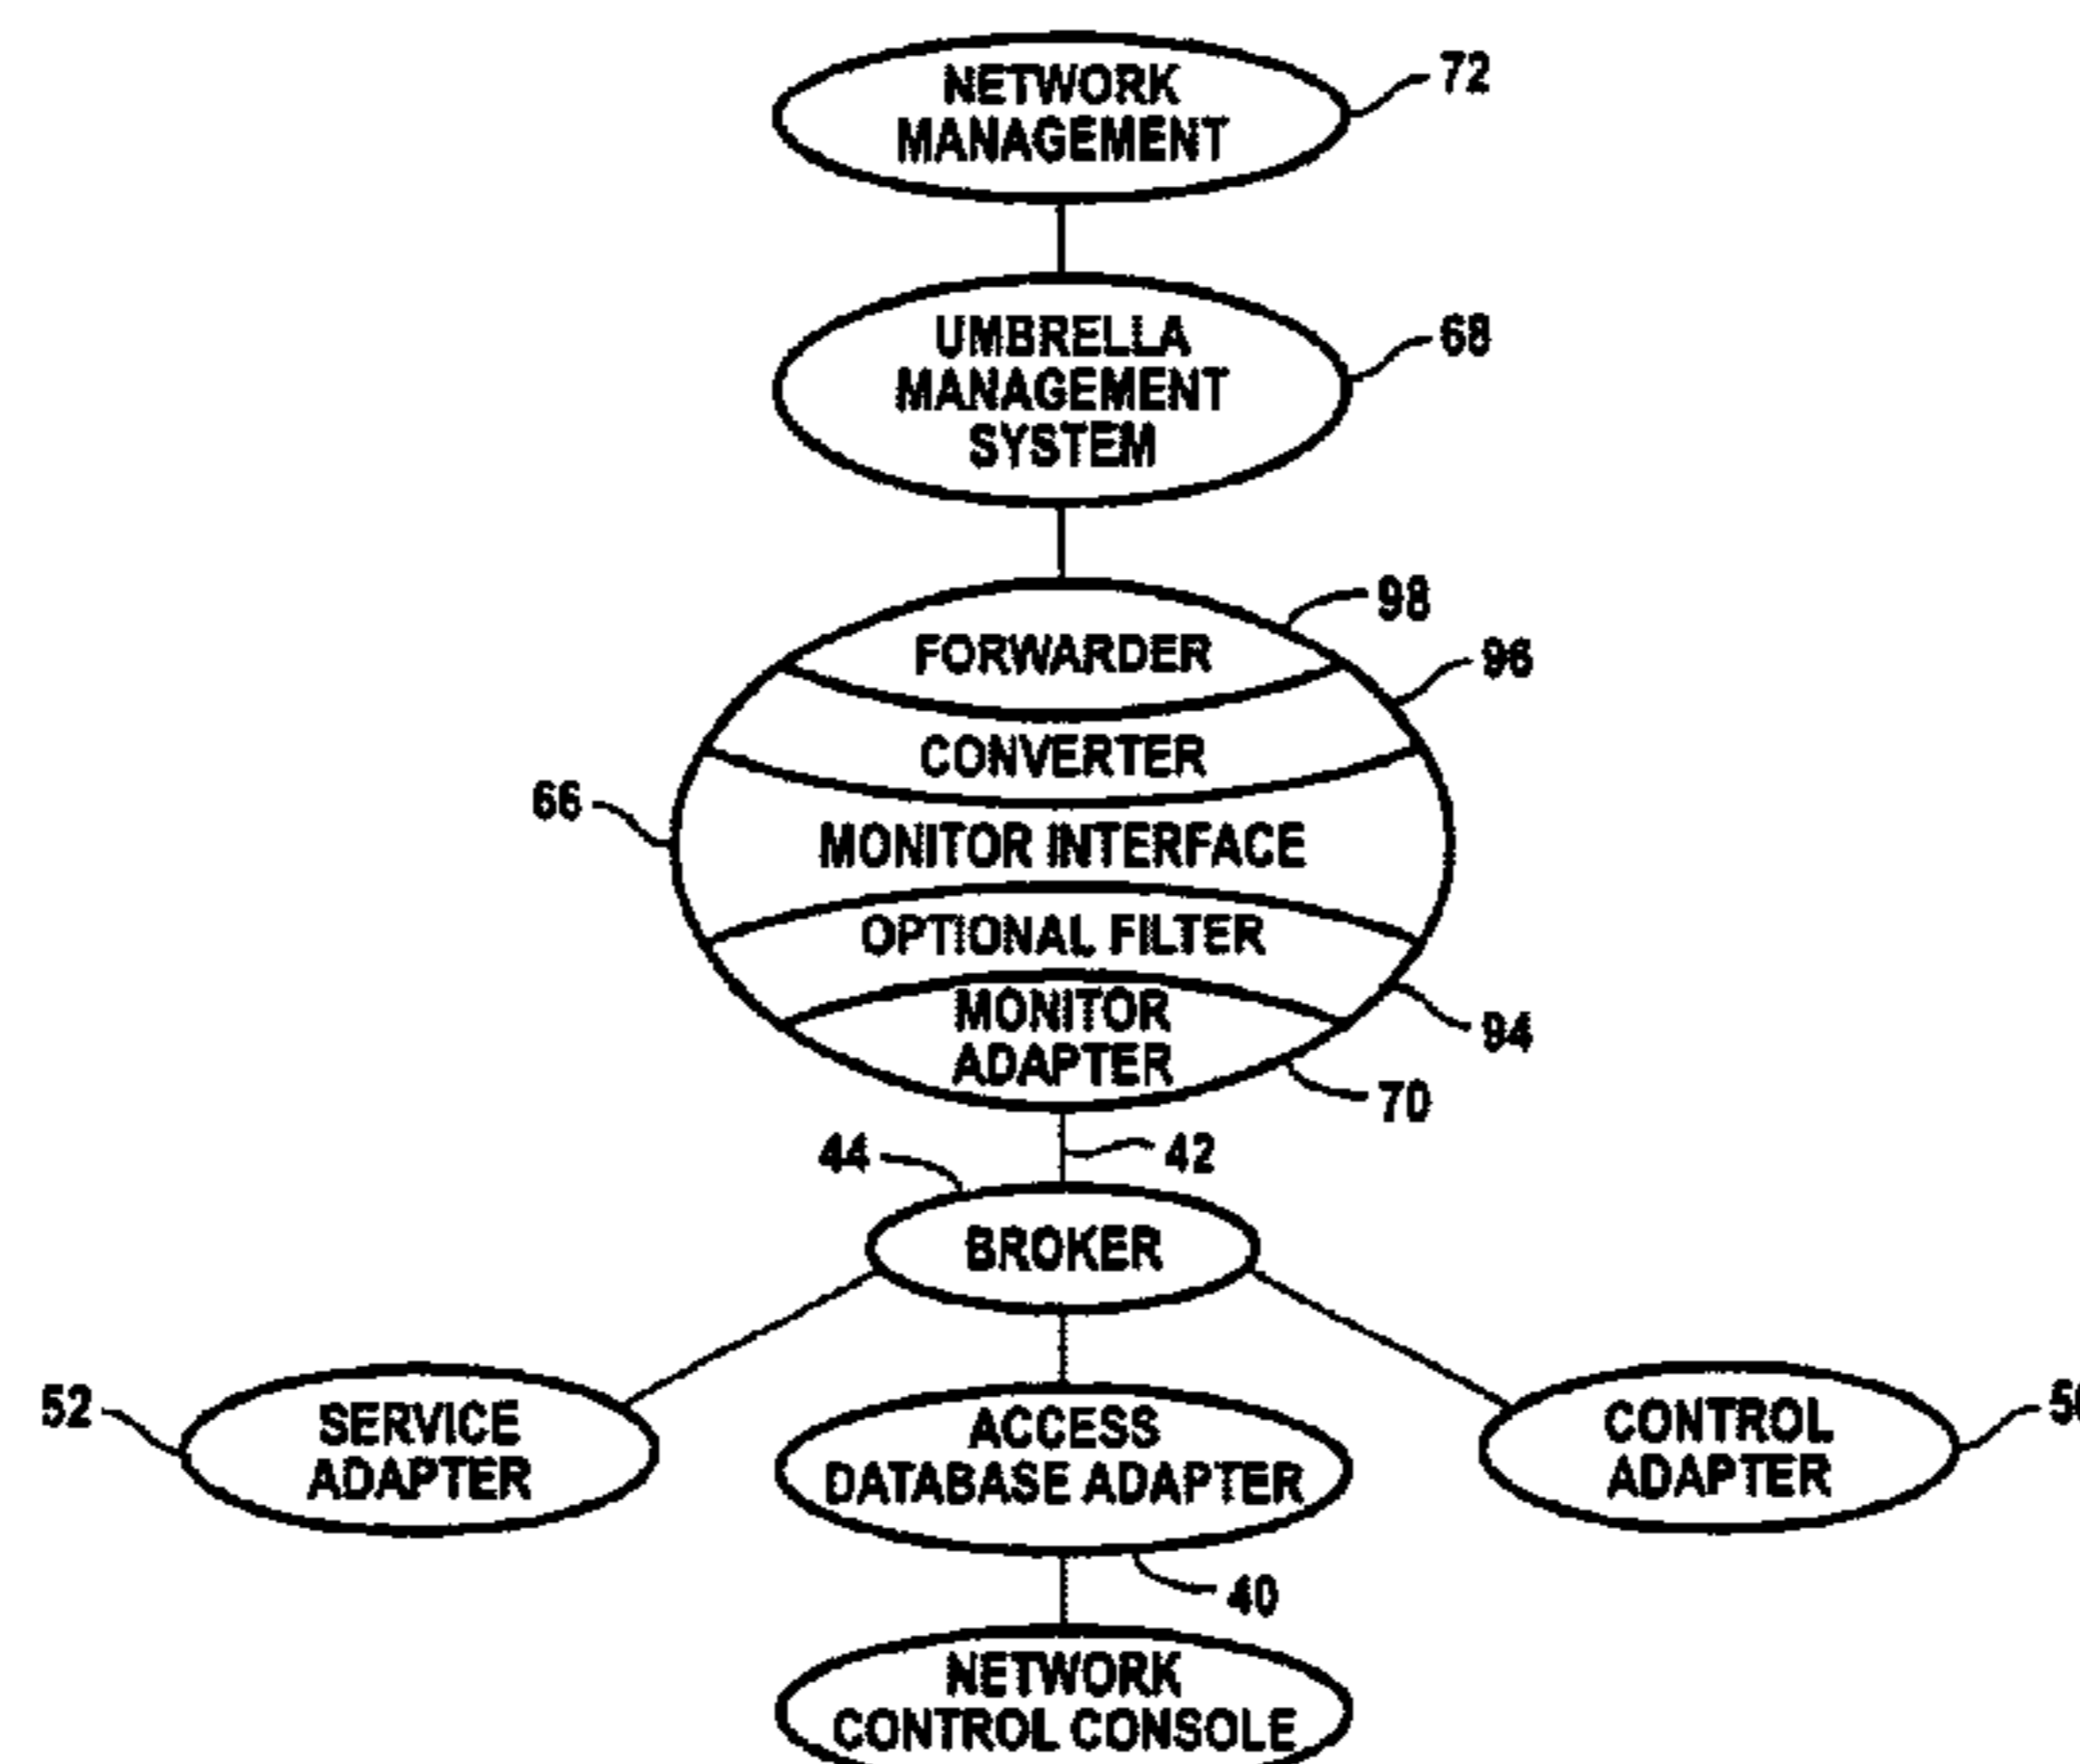 NETWORK
MANAGEMENT
72
UMBRELLA
MANAGEMENT
SYSTEM
68
FORWARDER
98
96
CONVERTER
66
MONITOR INTERFACE
OPTIONAL FILTER
MONITOR
ADAPTER
94
70
44
42
BROKER
52
SERVICE
ADAPTER
ACCESS
DATABASE ADAPTER
CONTROL
ADAPTER
40
NETWORK
CONTROL CONSOLE